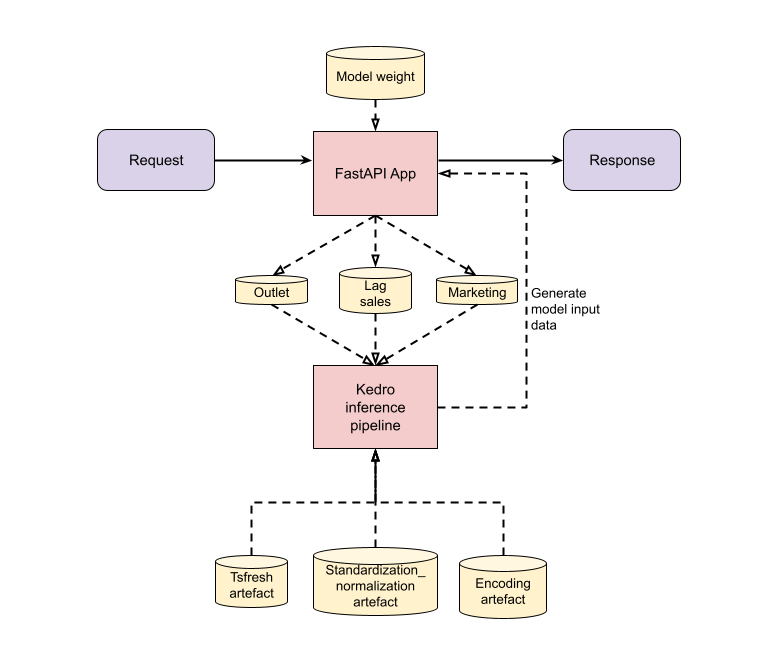 Model weight
Request
FastAPI App
Response
Outlet
Lag
sales
Marketing
Generate
model input
data
Kedro
inference
pipeline
Tsfresh
artefact
Standardization_
normalization
artefact
Encoding
artefact